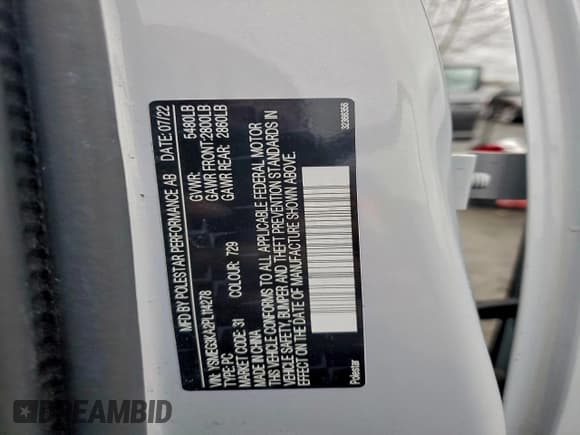 MFD BY POLESTAR PERFORMANCE AB DATE: 07/22
GVWR: 5480LB
GAWR FRONT: 2800LB
GAWR REAR: 2860LB
VIN: YSMEG3KA2PL114278
TYPE: PC
MARKET CODE: 31 COLOUR: 729
MADE IN CHINA
THIS VEHICLE CONFORMS TO ALL APPLICABLE FEDERAL MOTOR
VEHICLE SAFETY, BUMPER AND THEFT PREVENTION STANDARDS IN
EFFECT ON THE DATE OF MANUFACTURE SHOWN ABOVE.
Polestar
32366356
DREAMBID